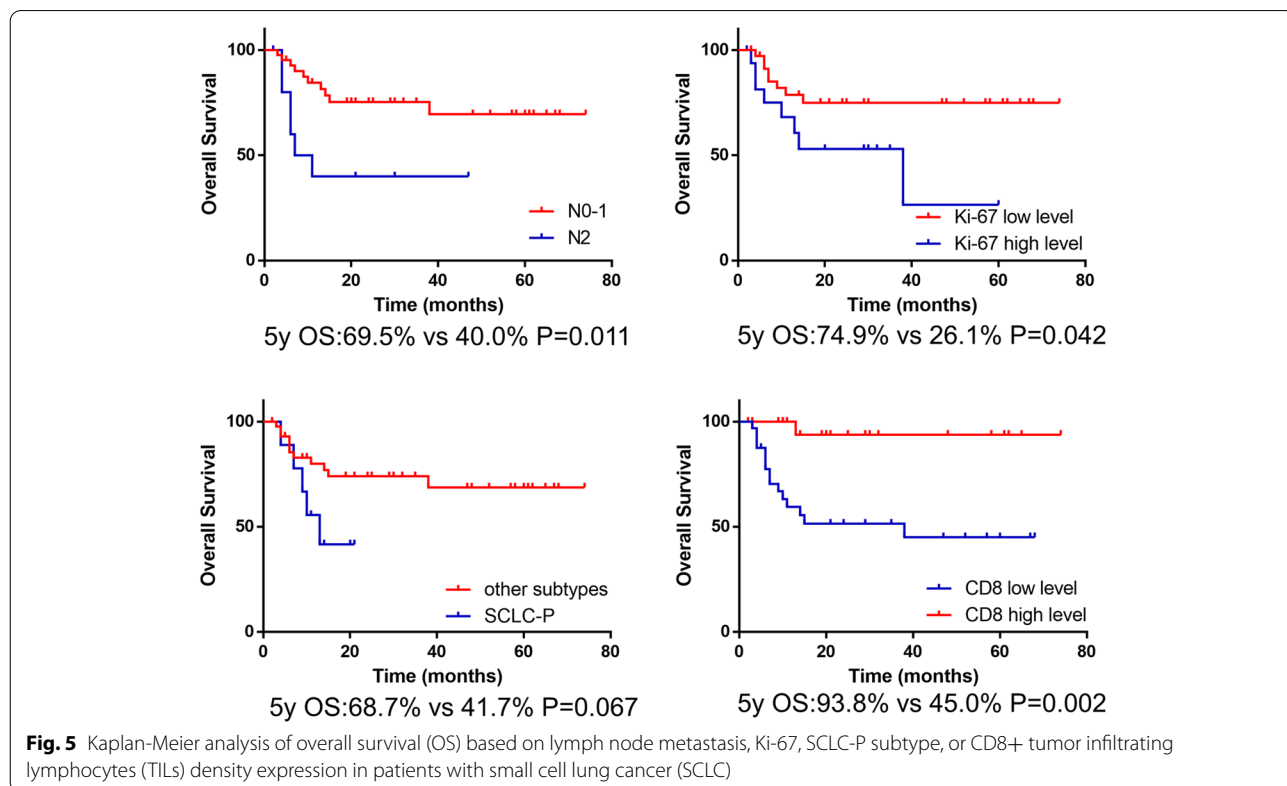 100
50
0
Overall Survival
N0-1
N2
0 20 40 60 80
Time (months)
5y OS:69.5% vs 40.0% P=0.011
100
50
0
Overall Survival
Ki-67 low level
Ki-67 high level
0 20 40 60 80
Time (months)
5y OS:74.9% vs 26.1% P=0.042
100
50
0
Overall Survival
other subtypes
SCLC-P
0 20 40 60 80
Time (months)
5y OS:68.7% vs 41.7% P=0.067
100
50
0
Overall Survival
CD8 low level
CD8 high level
0 20 40 60 80
Time (months)
5y OS:93.8% vs 45.0% P=0.002
Fig. 5 Kaplan-Meier analysis of overall survival (OS) based on lymph node metastasis, Ki-67, SCLC-P subtype, or CD8+ tumor infiltrating
lymphocytes (TILs) density expression in patients with small cell lung cancer (SCLC)